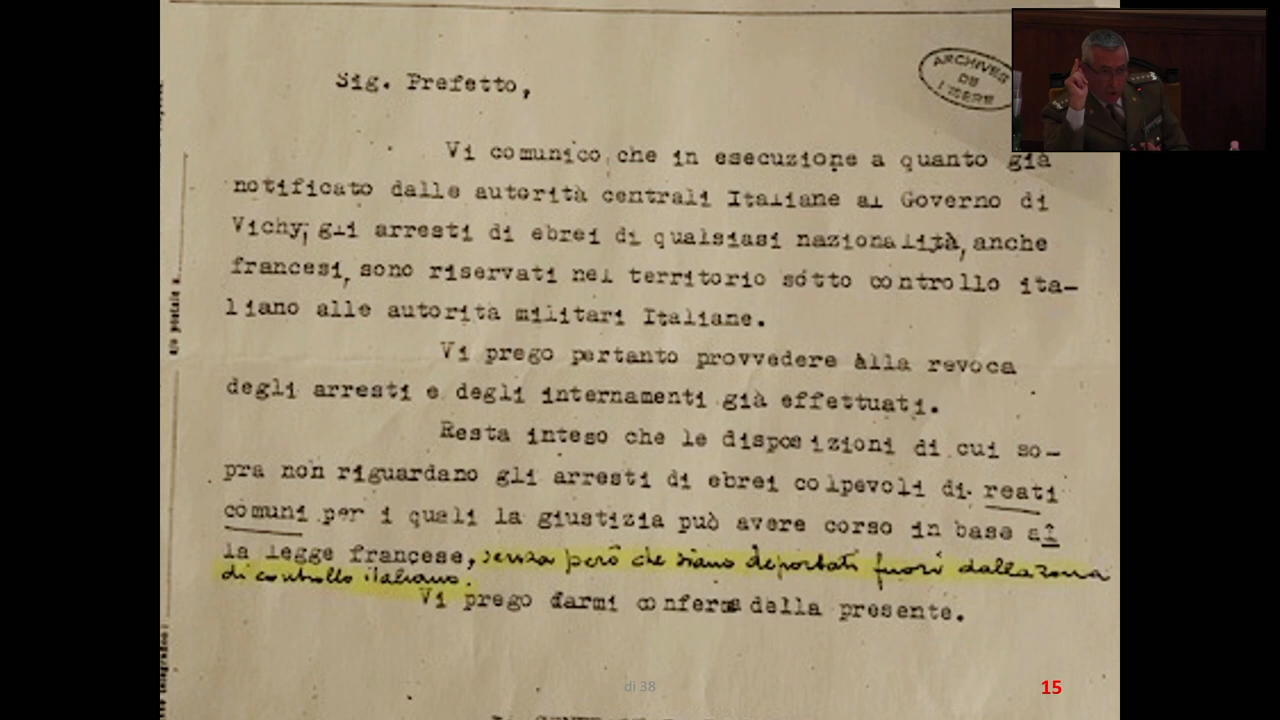 Sig. Prefetto,
ARCHIVES
DE
L'ISERE
Vi comunico che in esecuzione a quanto già
notificato dalle autorità centrali Italiane al Governo di
Vichy, gli arresti di ebrei di qualsiasi nazionalità, anche
francesi, sono riservati nel territorio sótto controllo ita-
liano alle autorità militari Italiane.
Vi prego pertanto provvedere àlla revoca
degli arresti e degli internamenti già effettuati.
Resta inteso che le disposizioni di cui so-
pra non riguardano gli arresti di ebrei colpevoli di reati
comuni per i quali la giustizia può avere corso in base al
la legge francese, senza però che siano deportati fuori dalla zona
di controllo italiano.
Vi prego darmi conferma della presente.
di 38
15